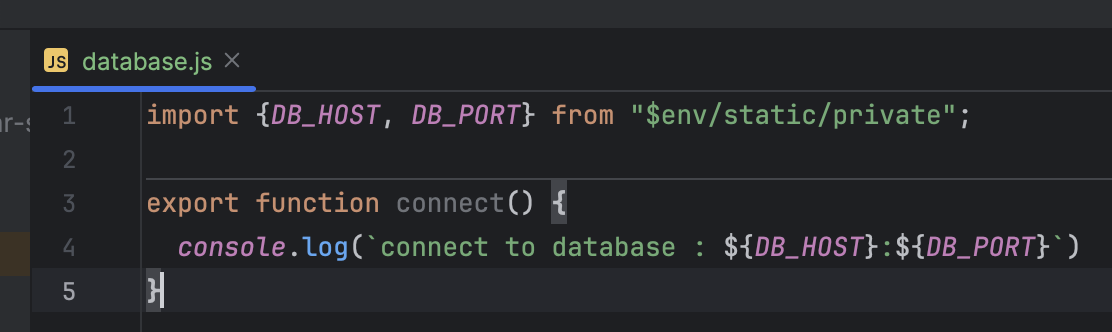 JS database.js
1 import {DB_HOST, DB_PORT} from "$env/static/private";
2
3 export function connect() {
4   console.log(`connect to database : ${DB_HOST}:${DB_PORT}`)
5 }